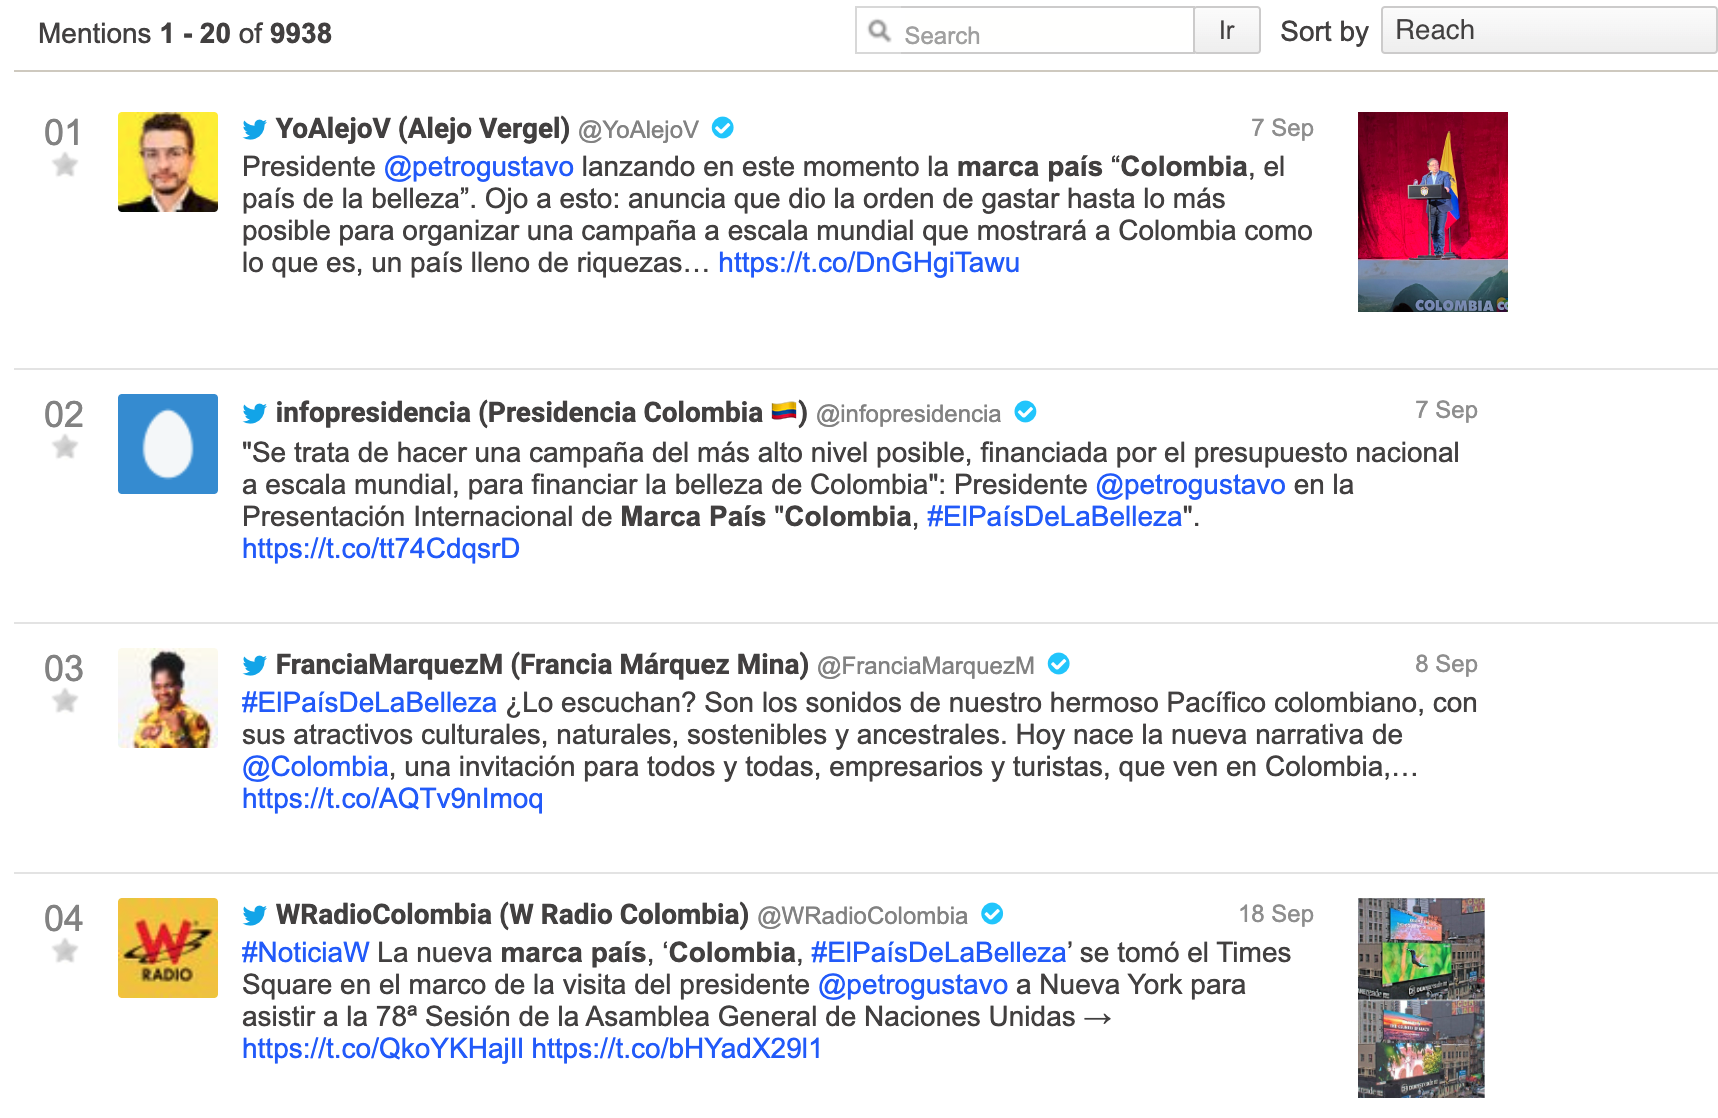 Mentions 1 - 20 of 9938
Search
Ir
Sort by
Reach
01
YoAlejoV (Alejo Vergel) @YoAlejoV
7 Sep
Presidente @petrogustavo lanzando en este momento la marca país “Colombia, el
país de la belleza”. Ojo a esto: anuncia que dio la orden de gastar hasta lo más
posible para organizar una campaña a escala mundial que mostrará a Colombia como
lo que es, un país lleno de riquezas… https://t.co/DnGHgiTawu
COLOMBIA CO
02
infopresidencia (Presidencia Colombia 🇨🇴) @infopresidencia
7 Sep
"Se trata de hacer una campaña del más alto nivel posible, financiada por el presupuesto nacional
a escala mundial, para financiar la belleza de Colombia": Presidente @petrogustavo en la
Presentación Internacional de Marca País "Colombia, #ElPaísDeLaBelleza".
https://t.co/tt74CdqsrD
03
FranciaMarquezM (Francia Márquez Mina) @FranciaMarquezM
8 Sep
#ElPaísDeLaBelleza ¿Lo escuchan? Son los sonidos de nuestro hermoso Pacífico colombiano, con
sus atractivos culturales, naturales, sostenibles y ancestrales. Hoy nace la nueva narrativa de
@Colombia, una invitación para todos y todas, empresarios y turistas, que ven en Colombia,…
https://t.co/AQTv9nImoq
04
W
RADIO
WRadioColombia (W Radio Colombia) @WRadioColombia
18 Sep
#NoticiaW La nueva marca país, ‘Colombia, #ElPaísDeLaBelleza’ se tomó el Times
Square en el marco de la visita del presidente @petrogustavo a Nueva York para
asistir a la 78ª Sesión de la Asamblea General de Naciones Unidas →
https://t.co/QkoYKHajIl https://t.co/bHYadX29l1